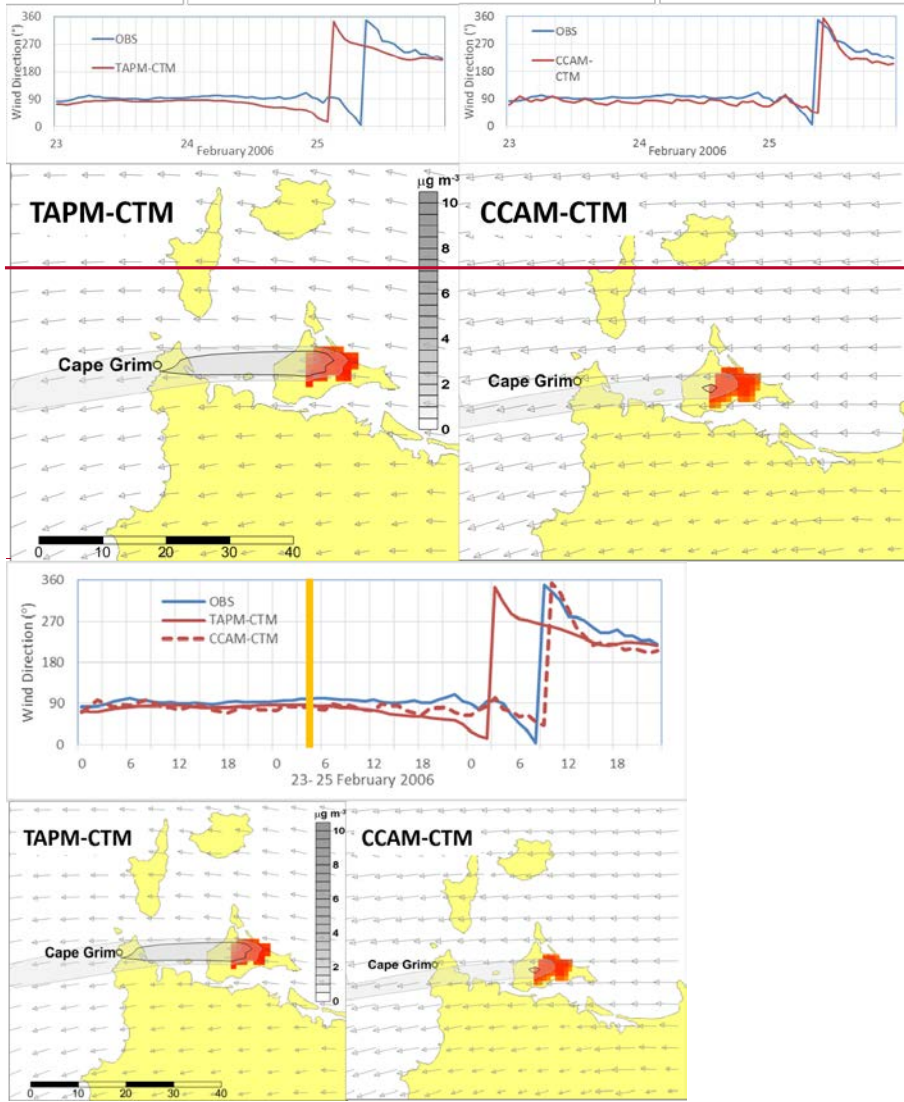 360
270
180
90
0
Wind Direction (°)
OBS
TAPM-CTM
23
24
25
February 2006
360
270
180
90
0
Wind Direction (°)
OBS
CCAM-
CTM
23
24
25
February 2006
TAPM-CTM
µg m-3
10
8
6
4
2
0
Cape Grim
0 10 20 30 40
CCAM-CTM
Cape Grim
360
270
180
90
0
Wind Direction (°)
OBS
TAPM-CTM
CCAM-CTM
0 6 12 18 0 6 12 18 0 6 12 18
23- 25 February 2006
TAPM-CTM
µg m-3
10
8
6
4
2
0
Cape Grim
0 10 20 30 40
CCAM-CTM
Cape Grim